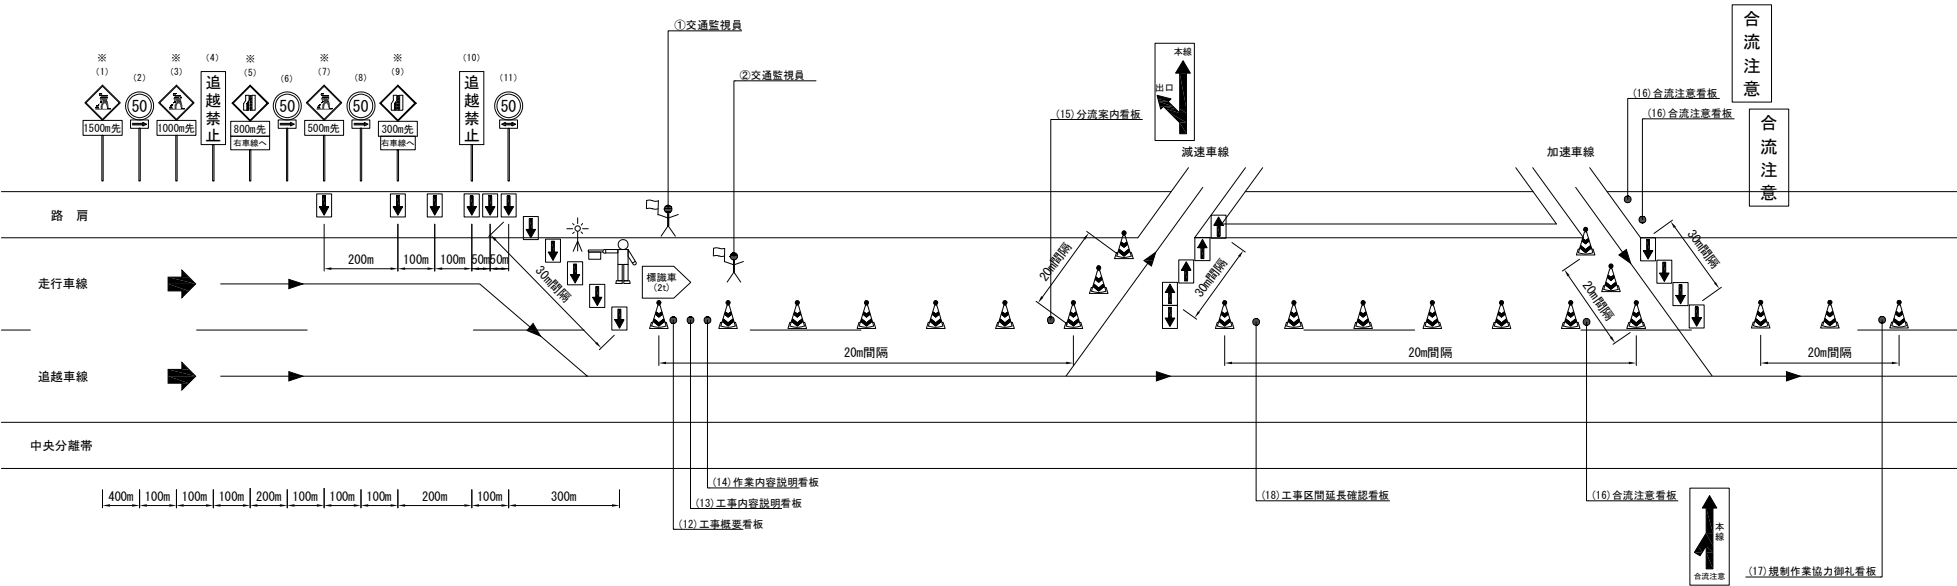 ①交通監視員
②交通監視員
※
(1)
1500m先
(2)
50
※
(3)
1000m先
(4)
追越禁止
※
(5)
800m先
右車線へ
(6)
50
※
(7)
500m先
(8)
50
※
(9)
300m先
右車線へ
(10)
追越禁止
(11)
50
(15)分流案内看板
本線
出口
減速車線
加速車線
(16)合流注意看板
(16)合流注意看板
合流注意
合流注意
路肩
200m
100m
100m
50m
50m
30m間隔
標識車
(2t)
20m間隔
30m間隔
20m間隔
30m間隔
走行車線
20m間隔
20m間隔
20m間隔
追越車線
中央分離帯
400m
100m
100m
100m
200m
100m
100m
100m
200m
100m
300m
(14)作業内容説明看板
(13)工事内容説明看板
(12)工事概要看板
(18)工事区間延長確認看板
(16)合流注意看板
本線
合流注意
(17)規制作業協力御礼看板